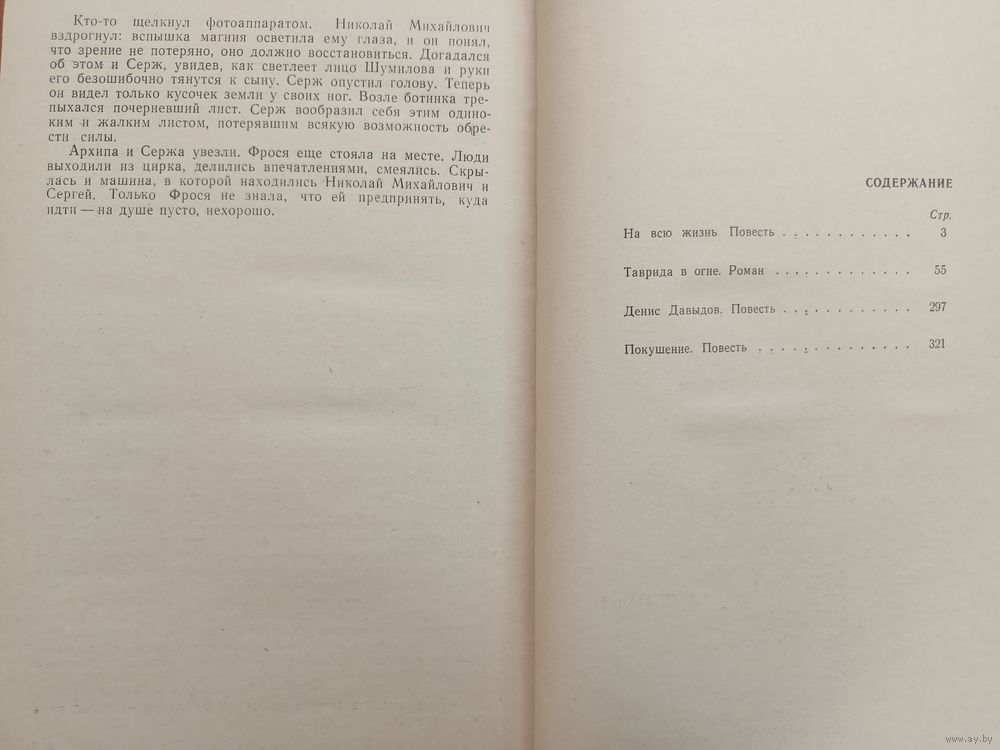 Кто-то щелкнул фотоаппаратом. Николай Михайлович
вздрогнул: вспышка магния осветила ему глаза, и он понял,
что зрение не потеряно, оно должно восстановиться. Догадался
об этом и Серж, увидев, как светлеет лицо Шумилова и руки
его безошибочно тянутся к сыну. Серж опустил голову. Теперь
он видел только кусочек земли у своих ног. Возле ботинка тре-
пыхался почерневший лист. Серж вообразил себя этим одино-
ким и жалким листом, потерявшим всякую возможность обре-
сти силы.
Архипа и Сержа увезли. Фрося еще стояла на месте. Люди
выходили из цирка, делились впечатлениями, смеялись. Скры-
лась и машина, в которой находились Николай Михайлович и
Сергей. Только Фрося не знала, что ей предпринять, куда
идти — на душе пусто, нехорошо.
СОДЕРЖАНИЕ
Стр.
На всю жизнь Повесть . . . . . . . . . . . . 3
Таврида в огне. Роман . . . . . . . . . . . . 55
Денис Давыдов. Повесть . . . . . . . . . . . . 297
Покушение. Повесть . . . . . . . . . . . . . . 321
www.ay.by